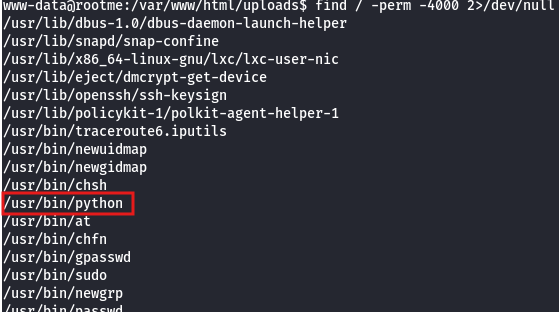 www-data@rootme:/var/www/html/uploads$ find / -perm -4000 2>/dev/null
/usr/lib/dbus-1.0/dbus-daemon-launch-helper
/usr/lib/snapd/snap-confine
/usr/lib/x86_64-linux-gnu/lxc/lxc-user-nic
/usr/lib/eject/dmcrypt-get-device
/usr/lib/openssh/ssh-keysign
/usr/lib/policykit-1/polkit-agent-helper-1
/usr/bin/traceroute6.iputils
/usr/bin/newuidmap
/usr/bin/newgidmap
/usr/bin/chsh
/usr/bin/python
/usr/bin/at
/usr/bin/chfn
/usr/bin/gpasswd
/usr/bin/sudo
/usr/bin/newgrp
/usr/bin/passwd